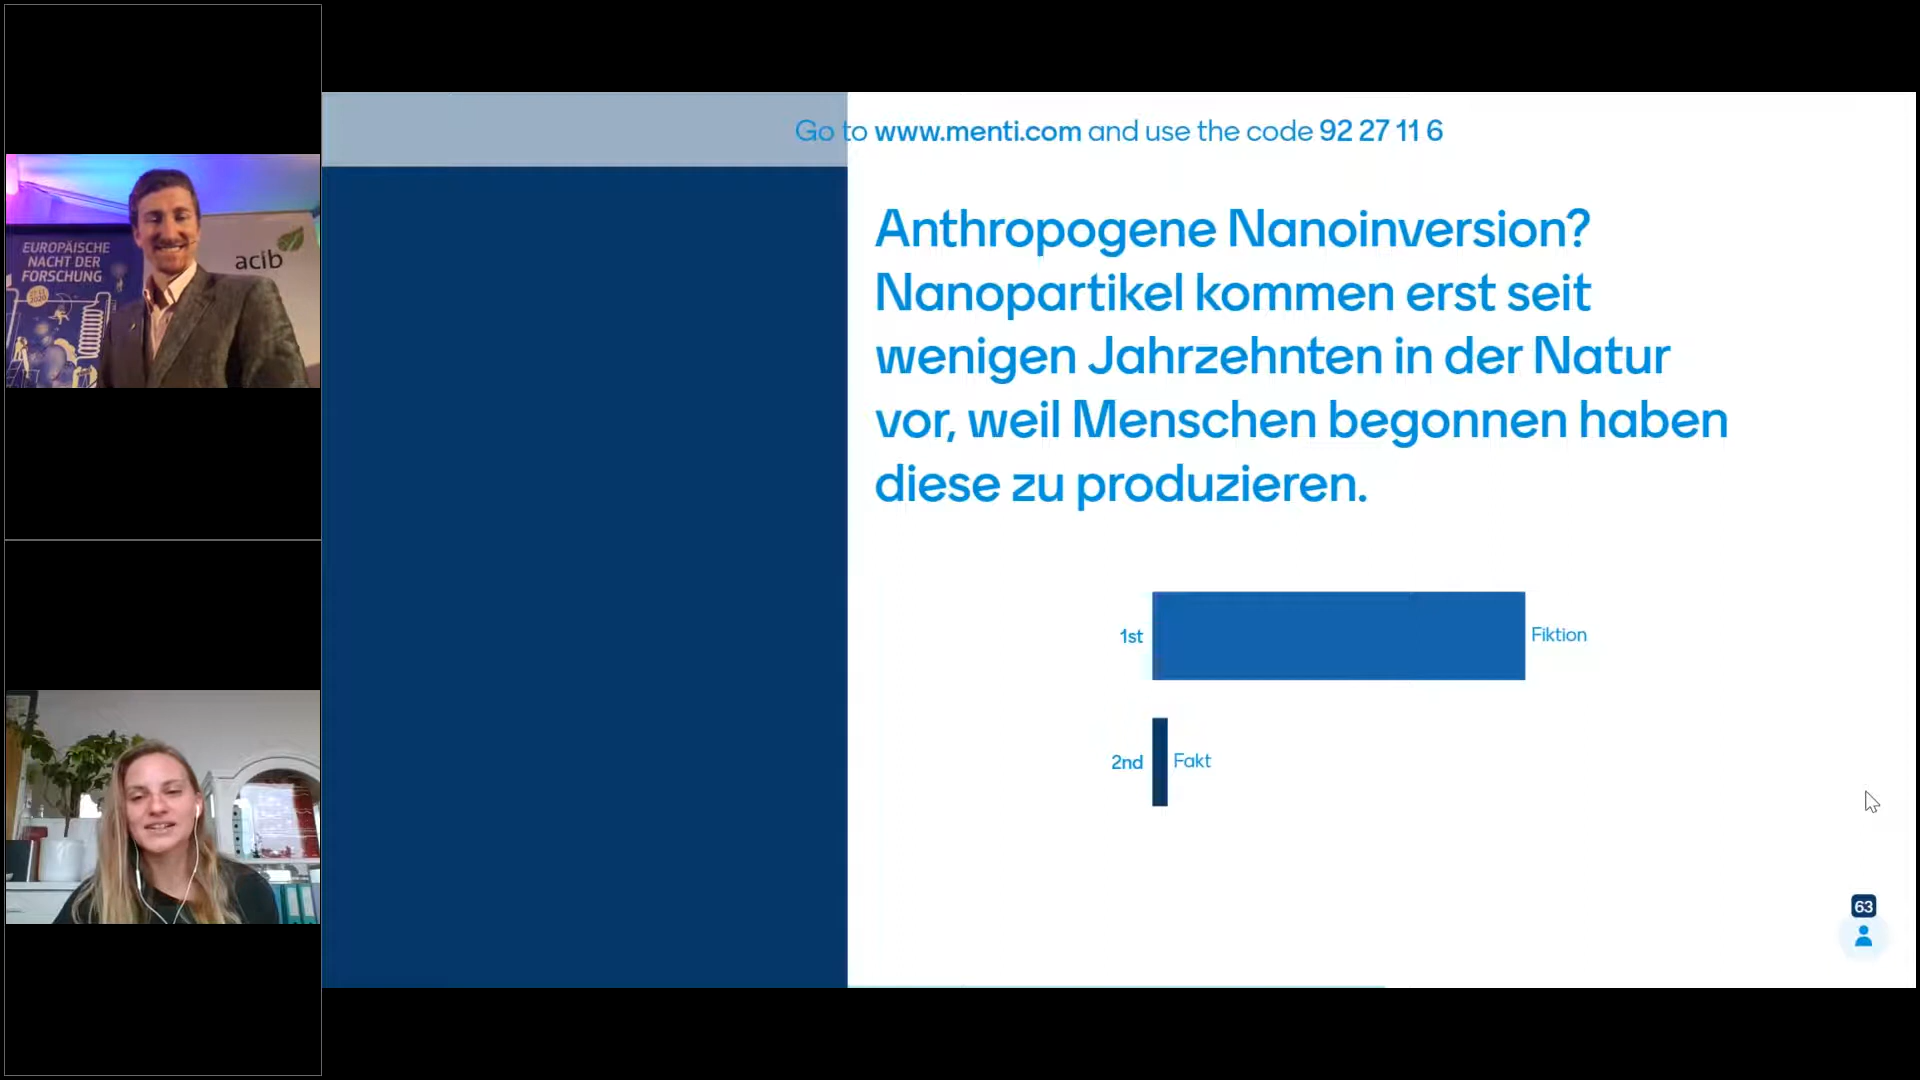 EUROPÄISCHE
NACHT DER
FORSCHUNG
acib
Go to www.menti.com and use the code 92 27 11 6
Anthropogene Nanoinversion?
Nanopartikel kommen erst seit
wenigen Jahrzehnten in der Natur
vor, weil Menschen begonnen haben
diese zu produzieren.
1st Fiktion
2nd Fakt
63